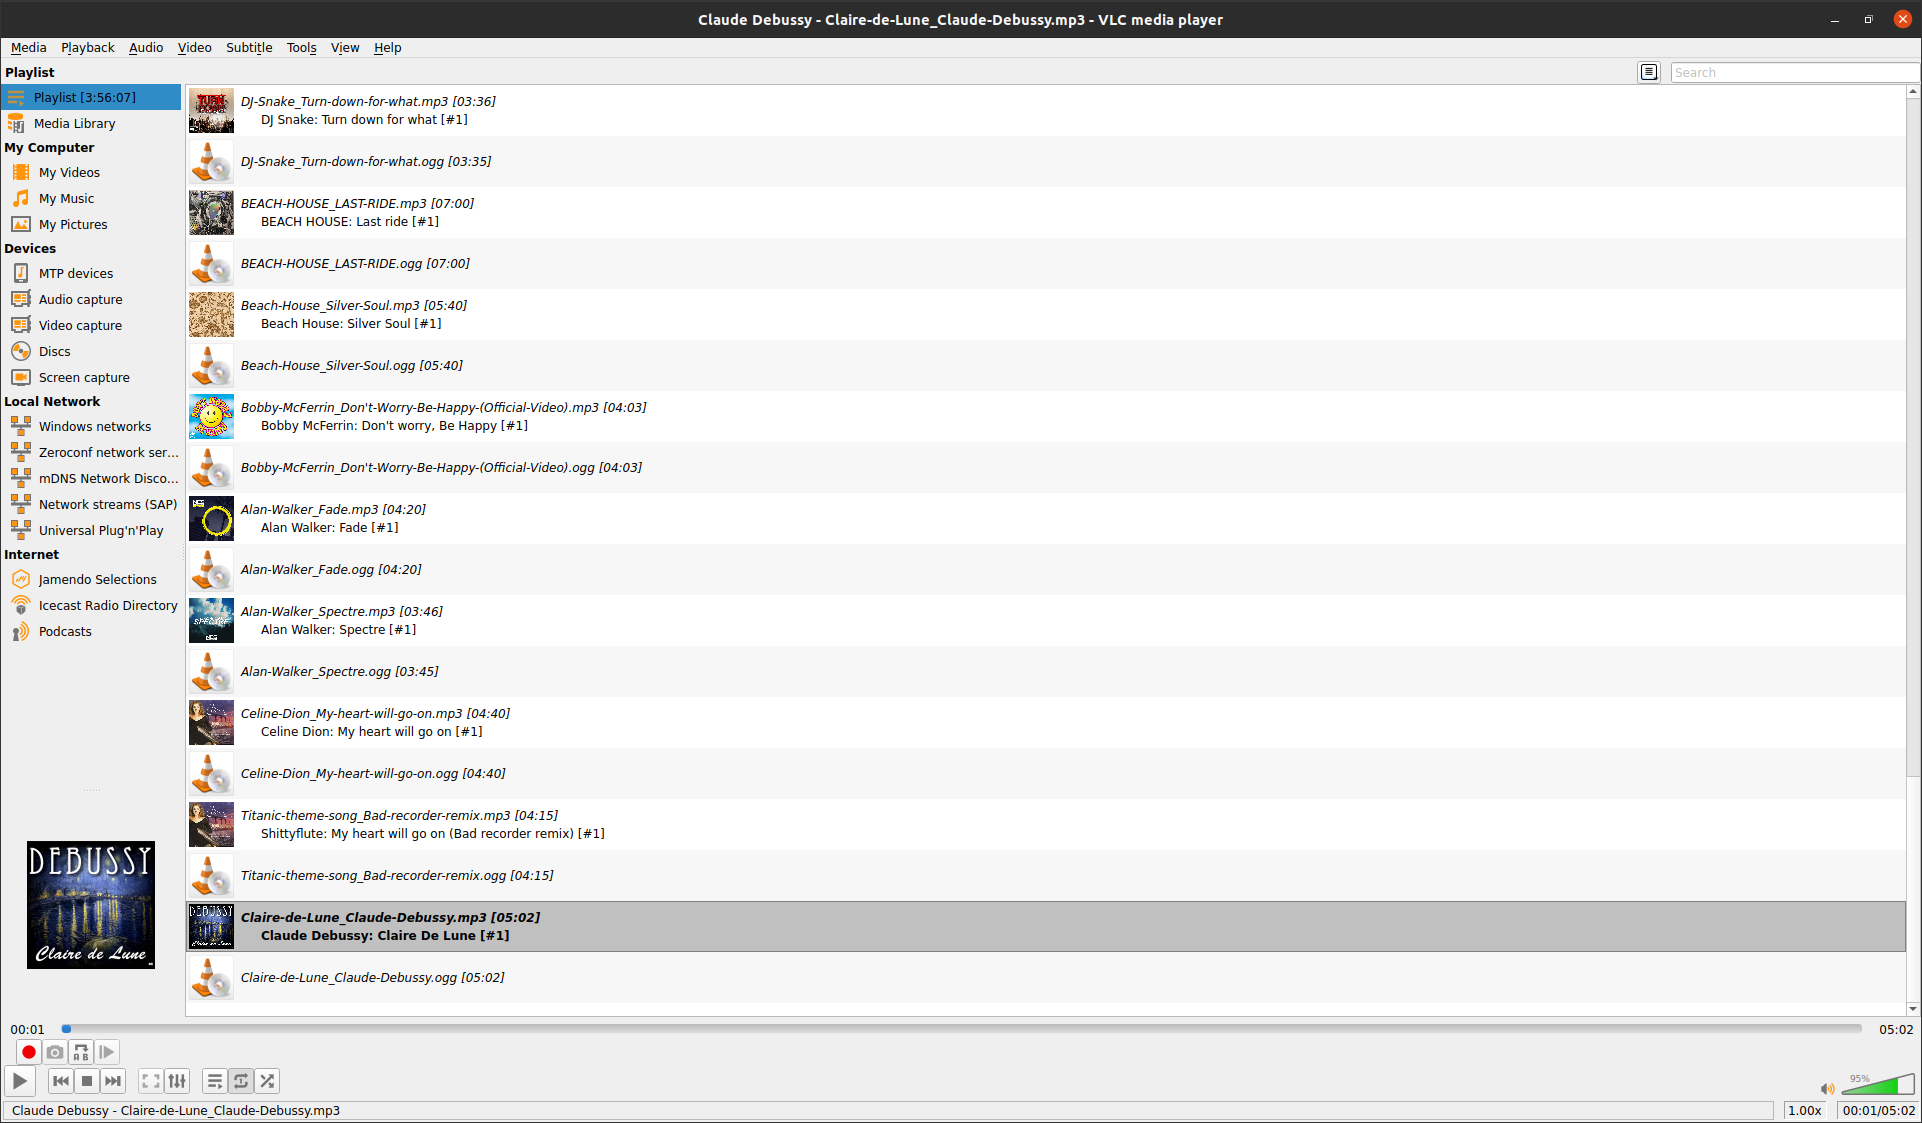 Claude Debussy - Claire-de-Lune_Claude-Debussy.mp3 - VLC media player
Media Playback Audio Video Subtitle Tools View Help
Playlist
Search
Playlist [3:56:07]
Media Library
My Computer
My Videos
My Music
My Pictures
Devices
MTP devices
Audio capture
Video capture
Discs
Screen capture
Local Network
Windows networks
Zeroconf network ser...
mDNS Network Disco...
Network streams (SAP)
Universal Plug'n'Play
Internet
Jamendo Selections
Icecast Radio Directory
Podcasts
DEBUSSY
Claire de Lune
DJ-Snake_Turn-down-for-what.mp3 [03:36]
DJ Snake: Turn down for what [#1]
DJ-Snake_Turn-down-for-what.ogg [03:35]
BEACH-HOUSE_LAST-RIDE.mp3 [07:00]
BEACH HOUSE: Last ride [#1]
BEACH-HOUSE_LAST-RIDE.ogg [07:00]
Beach-House_Silver-Soul.mp3 [05:40]
Beach House: Silver Soul [#1]
Beach-House_Silver-Soul.ogg [05:40]
Bobby-McFerrin_Don't-Worry-Be-Happy-(Official-Video).mp3 [04:03]
Bobby McFerrin: Don't worry, Be Happy [#1]
Bobby-McFerrin_Don't-Worry-Be-Happy-(Official-Video).ogg [04:03]
Alan-Walker_Fade.mp3 [04:20]
Alan Walker: Fade [#1]
Alan-Walker_Fade.ogg [04:20]
SPECTRE
Alan-Walker_Spectre.mp3 [03:46]
Alan Walker: Spectre [#1]
Alan-Walker_Spectre.ogg [03:45]
Celine-Dion_My-heart-will-go-on.mp3 [04:40]
Celine Dion: My heart will go on [#1]
Celine-Dion_My-heart-will-go-on.ogg [04:40]
Titanic-theme-song_Bad-recorder-remix.mp3 [04:15]
Shittyflute: My heart will go on (Bad recorder remix) [#1]
Titanic-theme-song_Bad-recorder-remix.ogg [04:15]
DEBUSSY
Claire de Lune
Claire-de-Lune_Claude-Debussy.mp3 [05:02]
Claude Debussy: Claire De Lune [#1]
Claire-de-Lune_Claude-Debussy.ogg [05:02]
00:01 05:02
A B
95%
Claude Debussy - Claire-de-Lune_Claude-Debussy.mp3 1.00x 00:01/05:02